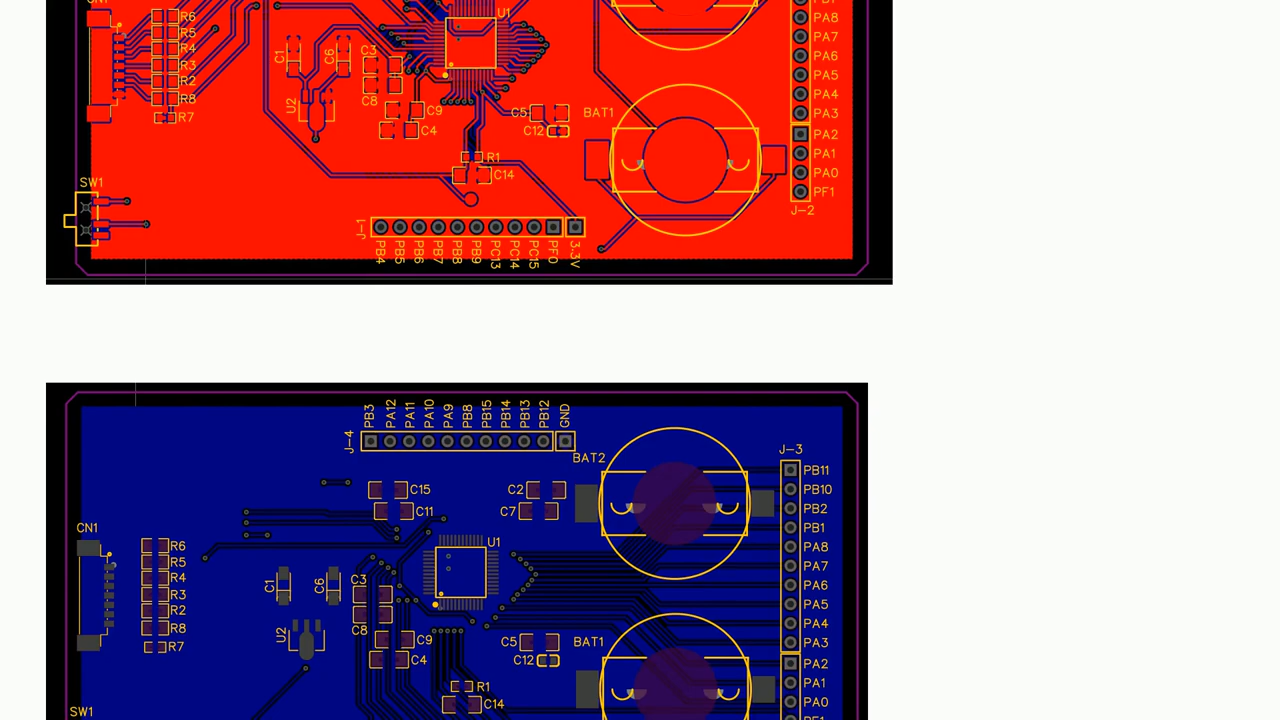 CN1
R6
R5
R4
R3
R2
R8
R7
C1
C6
C3
C8
U2
C9
C4
U1
C5
C12
BAT1
R1
C14
SW1
PA8
PA7
PA6
PA5
PA4
PA3
PA2
PA1
PA0
PF1
J-2
J-1
PB4
PB5
PB6
PB7
PB8
PB9
PC13
PC14
PC15
PF0
3.3V
PB3
PA12
PA11
PA10
PA9
PB8
PB15
PB14
PB13
PB12
GND
J-4
BAT2
J-3
PB11
PB10
PB2
PB1
PA8
PA7
PA6
PA5
PA4
PA3
PA2
PA1
PA0
C15
C11
C2
C7
U1
CN1
R6
R5
R4
R3
R2
R8
R7
C1
C6
C3
C8
U2
C9
C4
C5
C12
BAT1
R1
C14
SW1